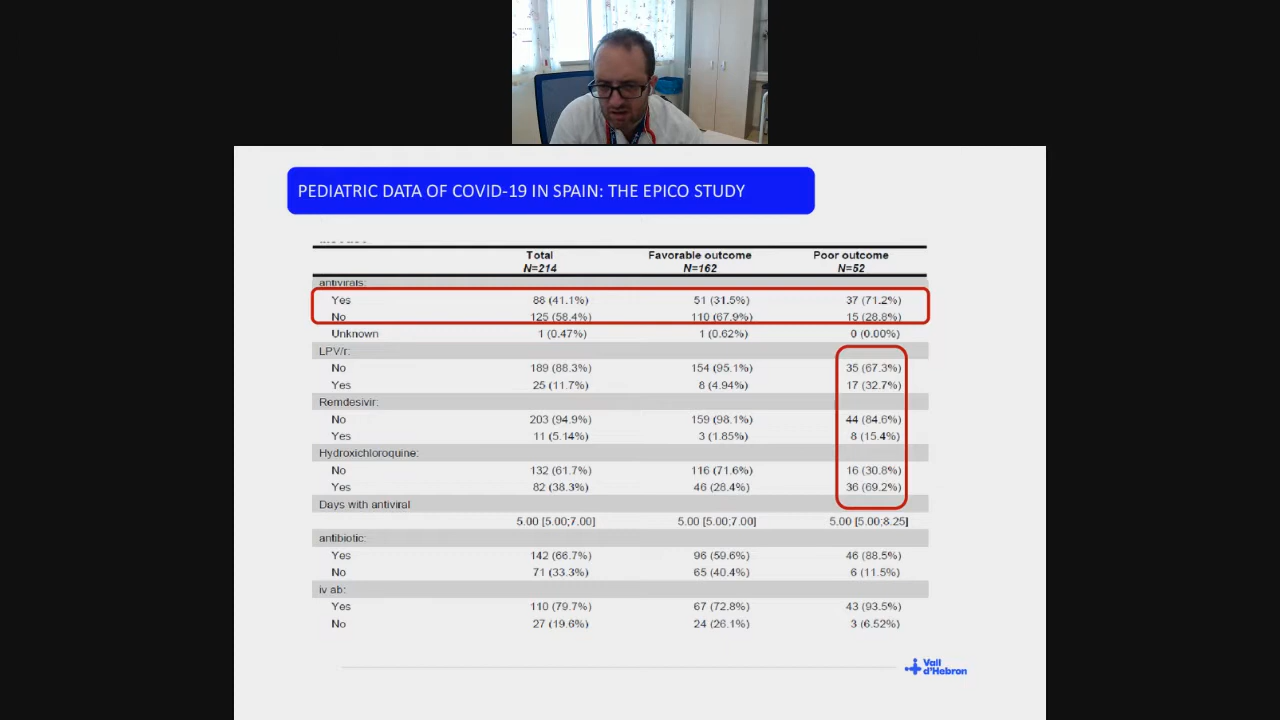 PEDIATRIC DATA OF COVID-19 IN SPAIN: THE EPICO STUDY
Total Favorable outcome Poor outcome
N=214 N=162 N=52
antivirals:
Yes 88 (41.1%) 51 (31.5%) 37 (71.2%)
No 125 (58.4%) 110 (67.9%) 15 (28.8%)
Unknown 1 (0.47%) 1 (0.62%) 0 (0.00%)
LPV/r:
No 189 (88.3%) 154 (95.1%) 35 (67.3%)
Yes 25 (11.7%) 8 (4.94%) 17 (32.7%)
Remdesivir:
No 203 (94.9%) 159 (98.1%) 44 (84.6%)
Yes 11 (5.14%) 3 (1.85%) 8 (15.4%)
Hydroxichloroquine:
No 132 (61.7%) 116 (71.6%) 16 (30.8%)
Yes 82 (38.3%) 46 (28.4%) 36 (69.2%)
Days with antiviral
5.00 [5.00;7.00] 5.00 [5.00;7.00] 5.00 [5.00;8.25]
antibiotic:
Yes 142 (66.7%) 96 (59.6%) 46 (88.5%)
No 71 (33.3%) 65 (40.4%) 6 (11.5%)
iv ab:
Yes 110 (79.7%) 67 (72.8%) 43 (93.5%)
No 27 (19.6%) 24 (26.1%) 3 (6.52%)
Vall
d'Hebron